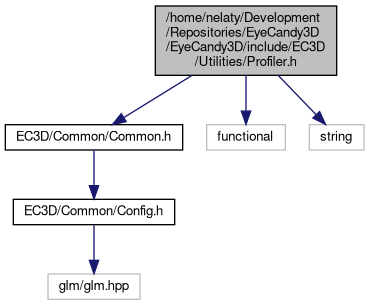 /home/nelaty/Development
/Repositories/EyeCandy3D
/EyeCandy3D/include/EC3D
/Utilities/Profiler.h
EC3D/Common/Common.h
functional
string
EC3D/Common/Config.h
glm/glm.hpp